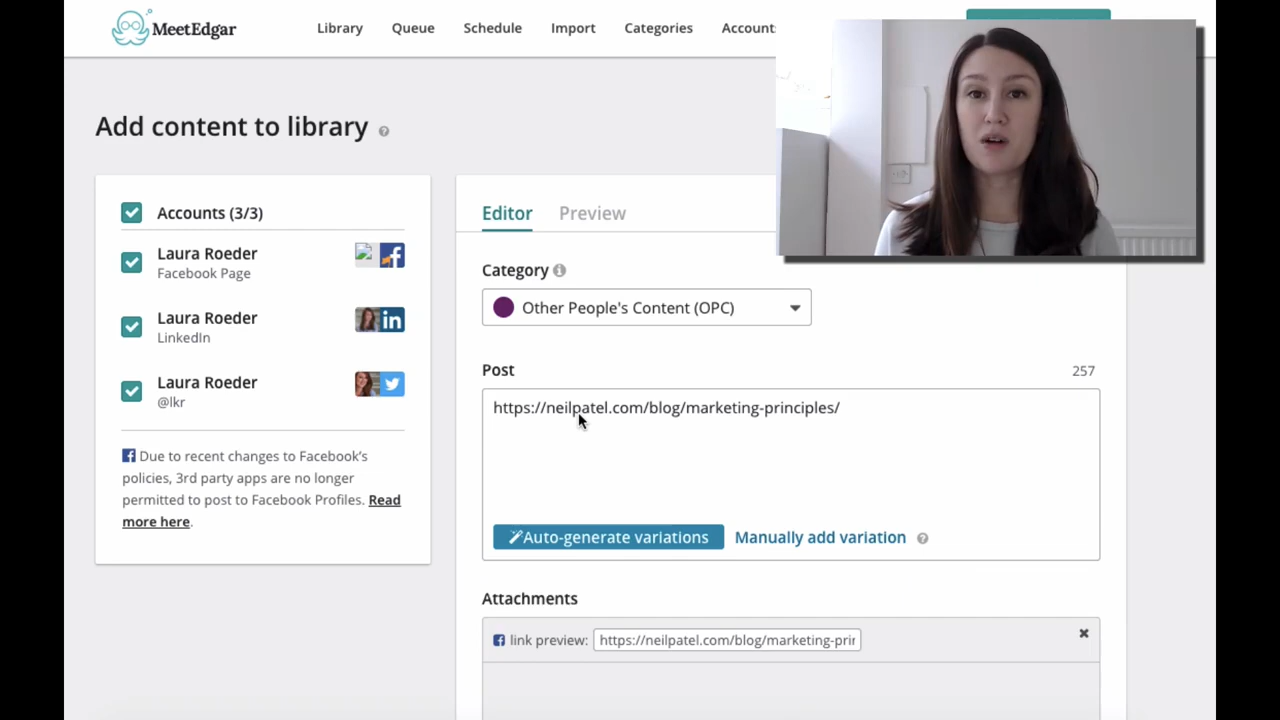 MeetEdgar
Library Queue Schedule Import Categories Accounts
Add content to library
Accounts (3/3)
Laura Roeder
Facebook Page
Laura Roeder
LinkedIn
Laura Roeder
@lkr
Due to recent changes to Facebook's
policies, 3rd party apps are no longer
permitted to post to Facebook Profiles. Read
more here.
Editor Preview
Category
Other People's Content (OPC)
Post 257
https://neilpatel.com/blog/marketing-principles/
Auto-generate variations Manually add variation
Attachments
link preview: https://neilpatel.com/blog/marketing-prin